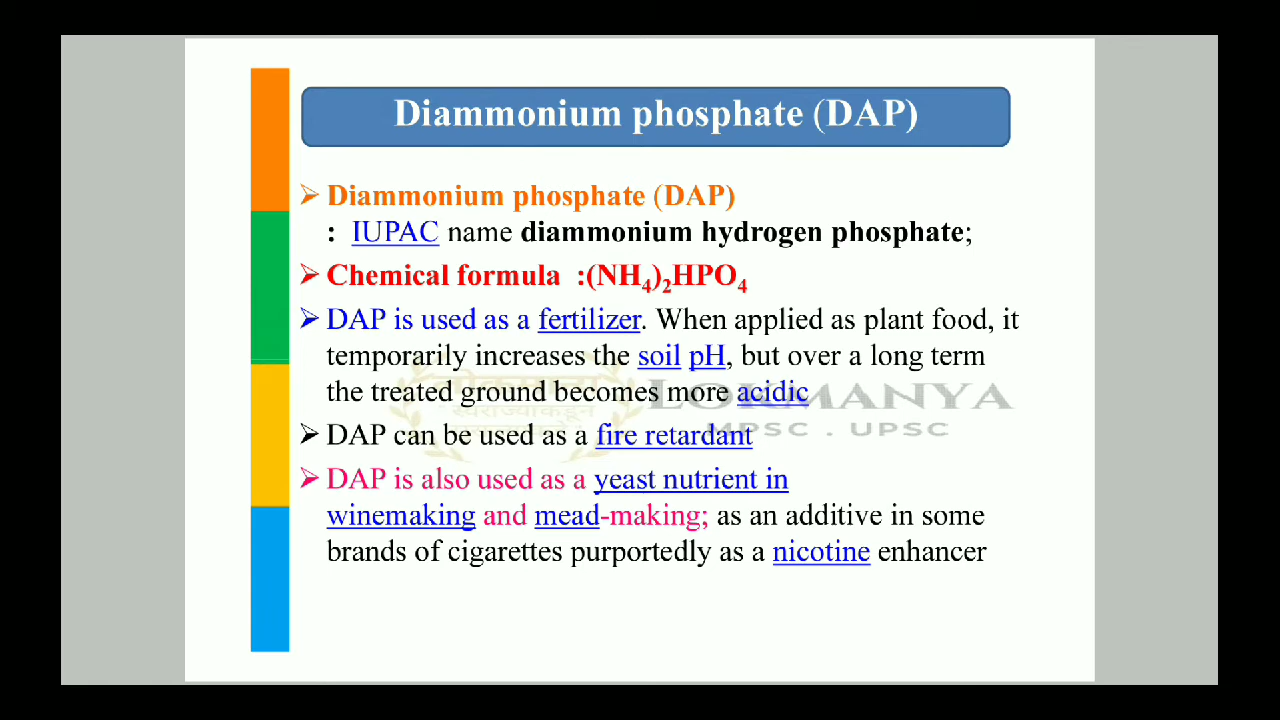 Diammonium phosphate (DAP)
➢ Diammonium phosphate (DAP)
: IUPAC name diammonium hydrogen phosphate;
➢ Chemical formula :(NH₄)₂HPO₄
➢ DAP is used as a fertilizer. When applied as plant food, it
temporarily increases the soil pH, but over a long term
the treated ground becomes more acidic
➢ DAP can be used as a fire retardant
➢ DAP is also used as a yeast nutrient in
winemaking and mead-making; as an additive in some
brands of cigarettes purportedly as a nicotine enhancer
लोकमान्य
स्वराज्याकडून
LOKMANYA
MPSC . UPSC